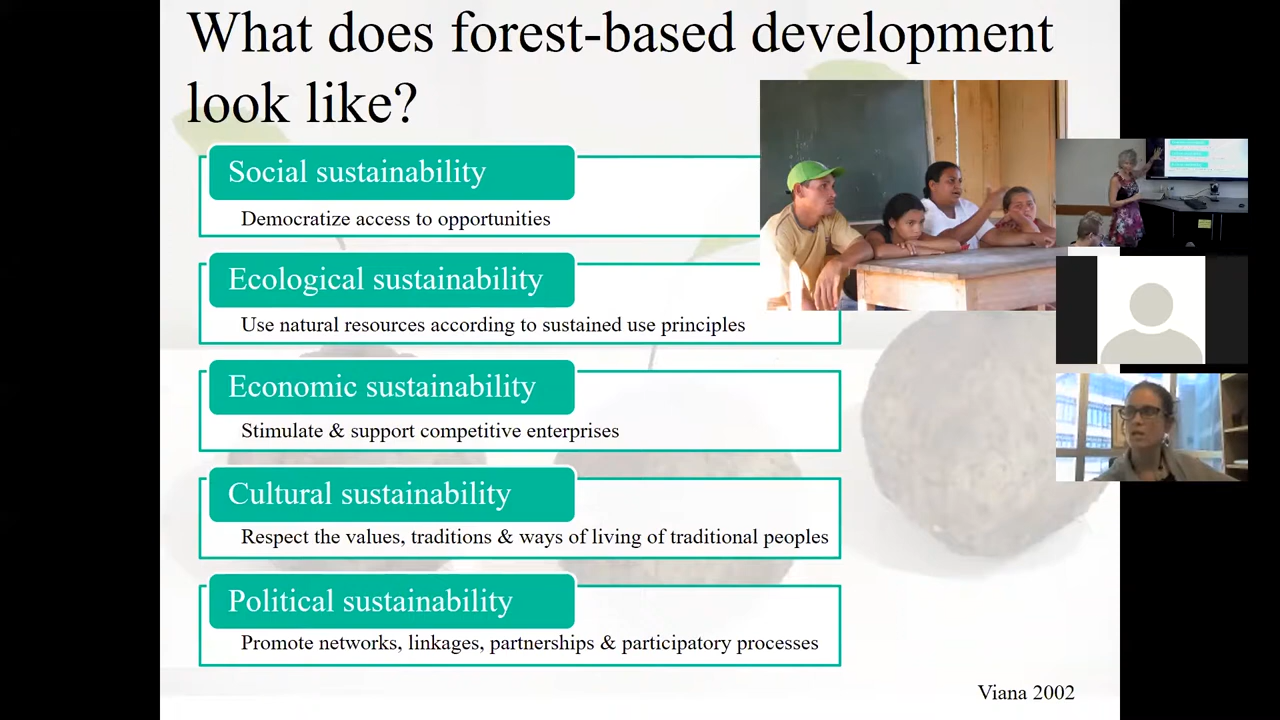 What does forest-based development
look like?
Social sustainability
Democratize access to opportunities
Ecological sustainability
Use natural resources according to sustained use principles
Economic sustainability
Stimulate & support competitive enterprises
Cultural sustainability
Respect the values, traditions & ways of living of traditional peoples
Political sustainability
Promote networks, linkages, partnerships & participatory processes
Viana 2002